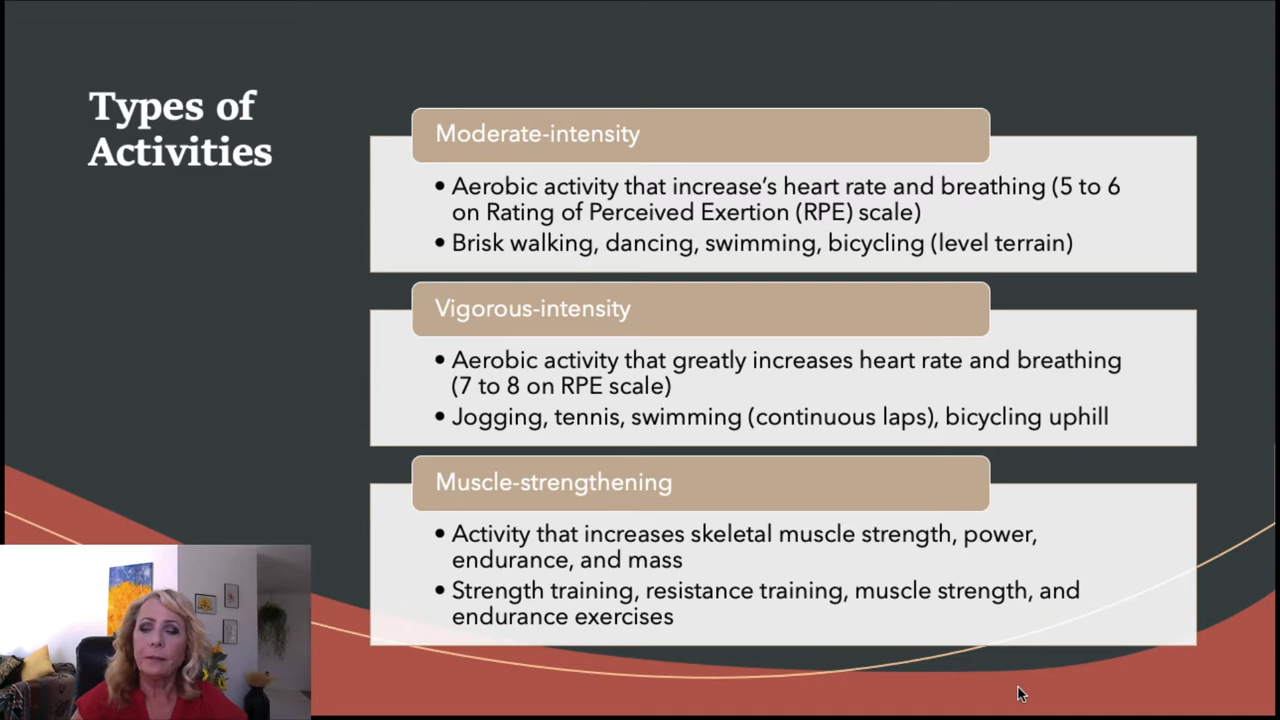 Types of
Activities
Moderate-intensity
• Aerobic activity that increase's heart rate and breathing (5 to 6
on Rating of Perceived Exertion (RPE) scale)
• Brisk walking, dancing, swimming, bicycling (level terrain)
Vigorous-intensity
• Aerobic activity that greatly increases heart rate and breathing
(7 to 8 on RPE scale)
• Jogging, tennis, swimming (continuous laps), bicycling uphill
Muscle-strengthening
• Activity that increases skeletal muscle strength, power,
endurance, and mass
• Strength training, resistance training, muscle strength, and
endurance exercises